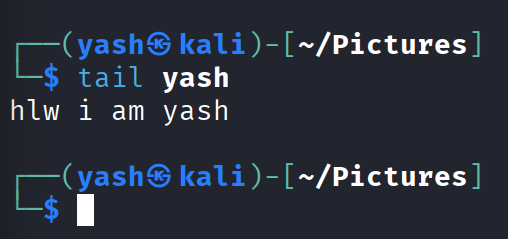 ┌──(yash㉿kali)-[~/Pictures]
└─$ tail yash
hlw i am yash
┌──(yash㉿kali)-[~/Pictures]
└─$